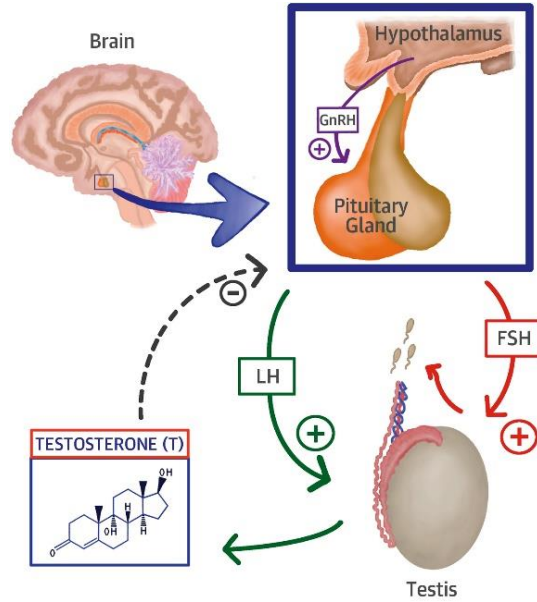 Brain
Hypothalamus
GnRH
+
Pituitary
Gland
−
LH
+
FSH
+
TESTOSTERONE (T)
OH
OH
H
H
H
O
Testis